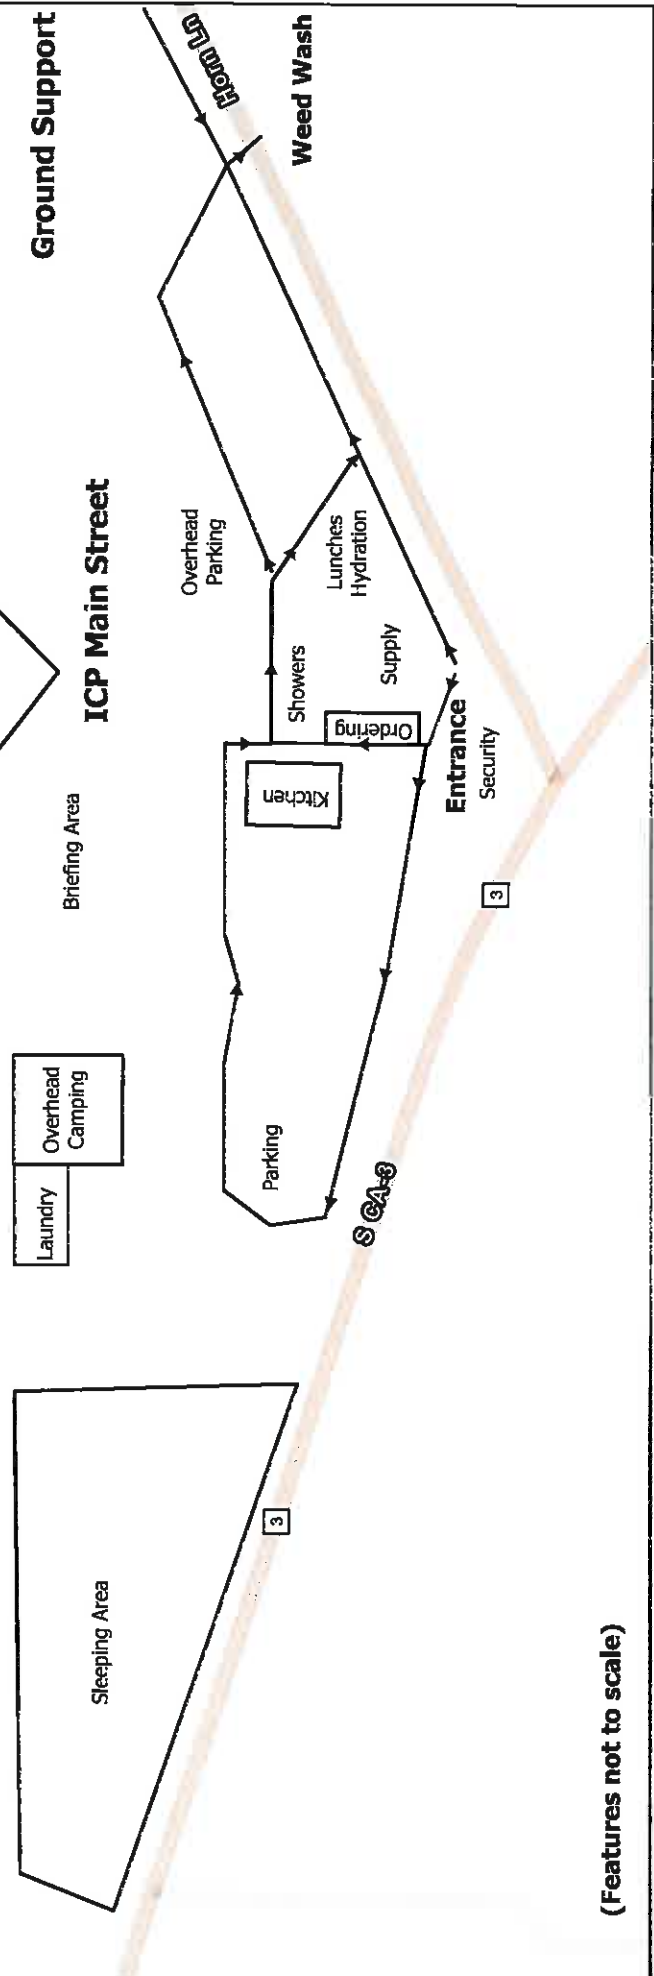 Ground Support
Horn Ln
Weed Wash
ICP Main Street
Overhead
Parking
Lunches
Hydration
Showers
Supply
Ordering
Kitchen
Entrance
Security
Briefing Area
3
Overhead
Camping
Laundry
Parking
S CA-3
3
Sleeping Area
(Features not to scale)